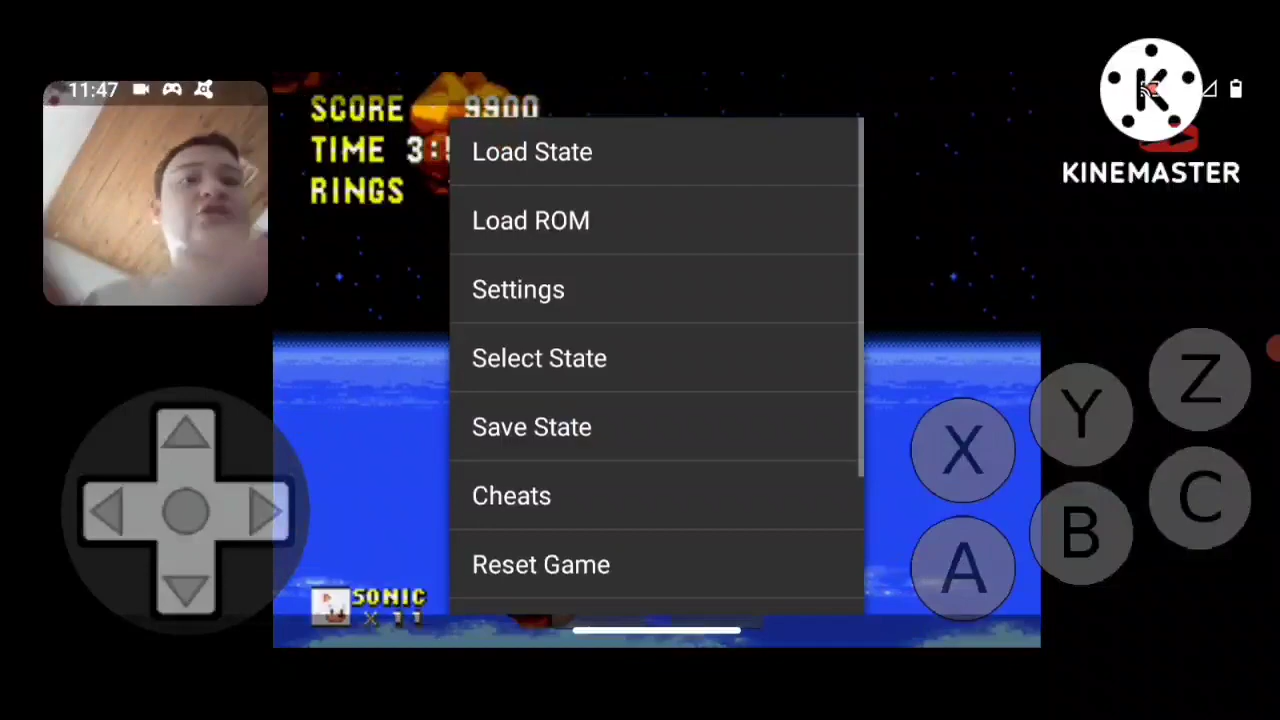 11:47
SCORE 9900
TIME 3:
RINGS
Load State
Load ROM
Settings
Select State
Save State
Cheats
Reset Game
K
KINEMASTER
X
Y
Z
A
B
C
SONIC
X 11